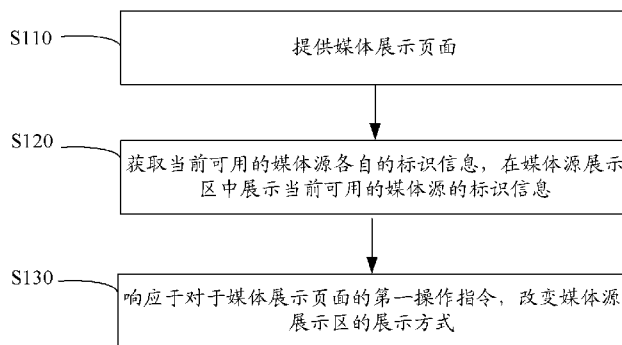 S110
提供媒体展示页面
S120
获取当前可用的媒体源各自的标识信息，在媒体源展示
区中展示当前可用的媒体源的标识信息
S130
响应于对于媒体展示页面的第一操作指令，改变媒体源
展示区的展示方式